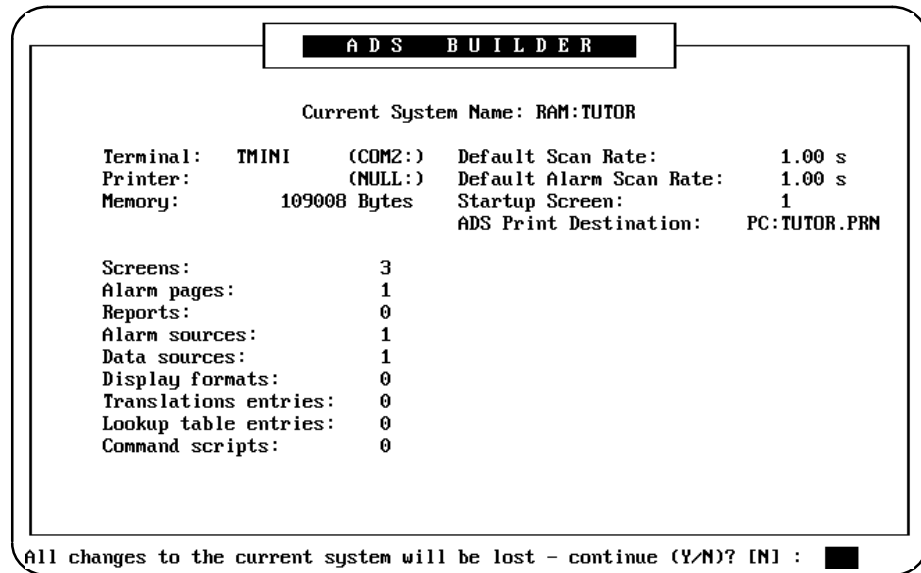 ADS BUILDER
Current System Name: RAM:TUTOR
Terminal: TMINI (COM2:) Default Scan Rate: 1.00 s
Printer: (NULL:) Default Alarm Scan Rate: 1.00 s
Memory: 109008 Bytes Startup Screen: 1
ADS Print Destination: PC:TUTOR.PRN
Screens: 3
Alarm pages: 1
Reports: 0
Alarm sources: 1
Data sources: 1
Display formats: 0
Translations entries: 0
Lookup table entries: 0
Command scripts: 0
All changes to the current system will be lost - continue (Y/N)? [N] :